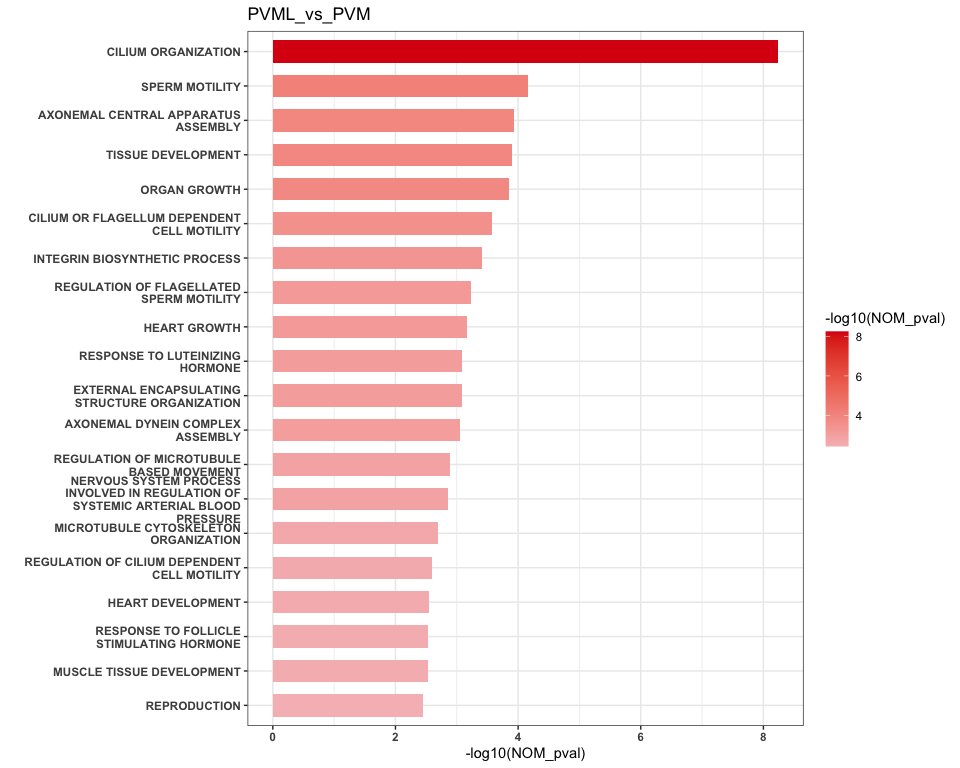 PVML_vs_PVM
CILIUM ORGANIZATION
SPERM MOTILITY
AXONEMAL CENTRAL APPARATUS
ASSEMBLY
TISSUE DEVELOPMENT
ORGAN GROWTH
CILIUM OR FLAGELLUM DEPENDENT
CELL MOTILITY
INTEGRIN BIOSYNTHETIC PROCESS
REGULATION OF FLAGELLATED
SPERM MOTILITY
HEART GROWTH
RESPONSE TO LUTEINIZING
HORMONE
EXTERNAL ENCAPSULATING
STRUCTURE ORGANIZATION
AXONEMAL DYNEIN COMPLEX
ASSEMBLY
REGULATION OF MICROTUBULE
BASED MOVEMENT
NERVOUS SYSTEM PROCESS
INVOLVED IN REGULATION OF
SYSTEMIC ARTERIAL BLOOD
PRESSURE
MICROTUBULE CYTOSKELETON
ORGANIZATION
REGULATION OF CILIUM DEPENDENT
CELL MOTILITY
HEART DEVELOPMENT
RESPONSE TO FOLLICLE
STIMULATING HORMONE
MUSCLE TISSUE DEVELOPMENT
REPRODUCTION
0 2 4 6 8
-log10(NOM_pval)
-log10(NOM_pval)
8
6
4